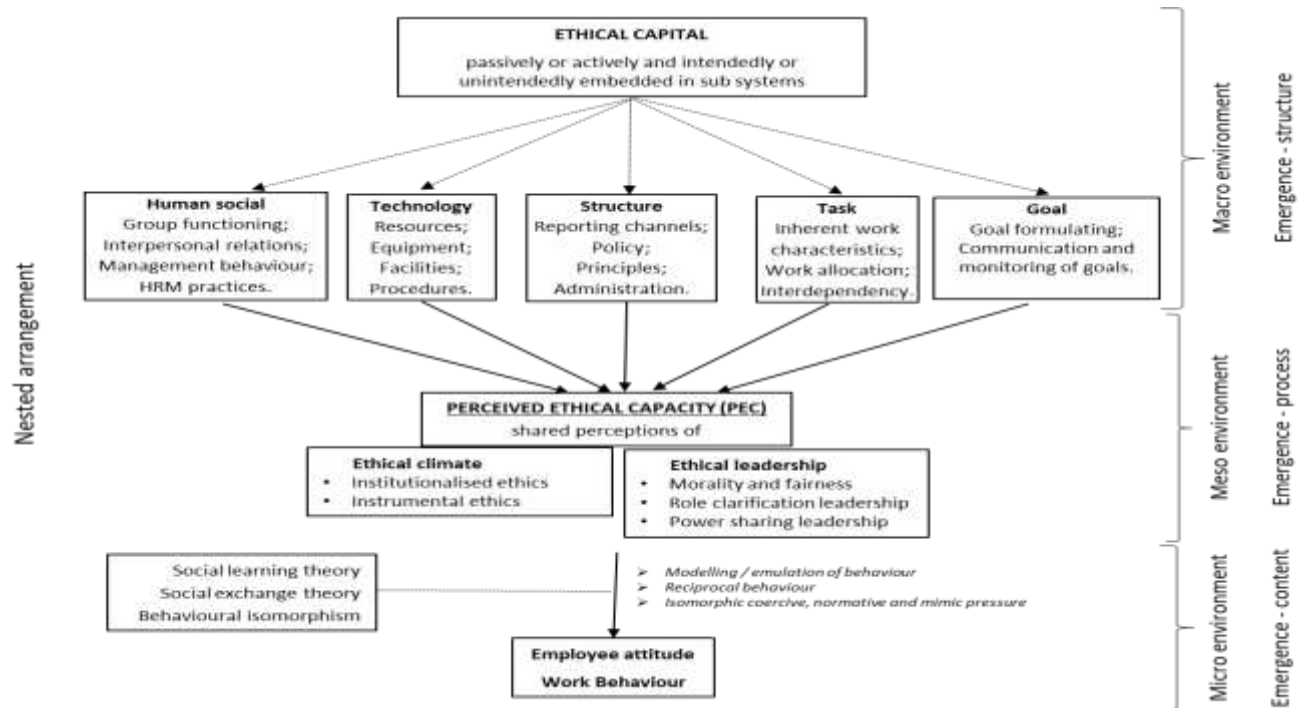 ETHICAL CAPITAL
passively or actively and intendedly or
unintendedly embedded in sub systems
Human social
Group functioning;
Interpersonal relations;
Management behaviour;
HRM practices.
Technology
Resources;
Equipment;
Facilities;
Procedures.
Structure
Reporting channels;
Policy;
Principles;
Administration.
Task
Inherent work
characteristics;
Work allocation;
Interdependency.
Goal
Goal formulating;
Communication and
monitoring of goals.
PERCEIVED ETHICAL CAPACITY (PEC)
shared perceptions of
Ethical climate
• Institutionalised ethics
• Instrumental ethics
Ethical leadership
• Morality and fairness
• Role clarification leadership
• Power sharing leadership
Social learning theory
Social exchange theory
Behavioural isomorphism
➢ Modelling / emulation of behaviour
➢ Reciprocal behaviour
➢ Isomorphic coercive, normative and mimic pressure
Employee attitude
Work Behaviour
Nested arrangement
Macro environment
Emergence - structure
Meso environment
Emergence - process
Micro environment
Emergence - content